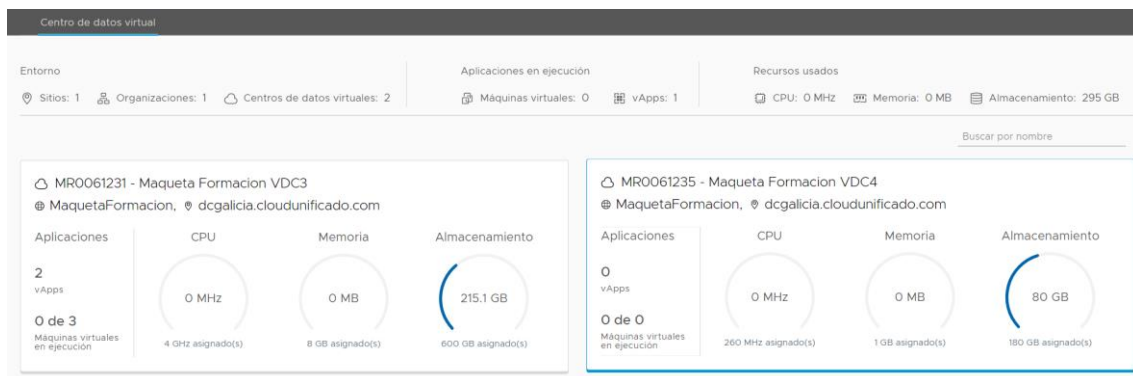 Centro de datos virtual
Entorno
Sitios: 1 Organizaciones: 1 Centros de datos virtuales: 2
Aplicaciones en ejecución
Máquinas virtuales: 0 vApps: 1
Recursos usados
CPU: 0 MHz Memoria: 0 MB Almacenamiento: 295 GB
Buscar por nombre
MR0061231 - Maqueta Formacion VDC3
MaquetaFormacion, dcgalicia.cloudunificado.com
Aplicaciones CPU Memoria Almacenamiento
2
vApps
0 MHz 0 MB 215.1 GB
0 de 3
Máquinas virtuales
en ejecución
4 GHz asignado(s) 8 GB asignado(s) 600 GB asignado(s)
MR0061235 - Maqueta Formacion VDC4
MaquetaFormacion, dcgalicia.cloudunificado.com
Aplicaciones CPU Memoria Almacenamiento
0
vApps
0 MHz 0 MB 80 GB
0 de 0
Máquinas virtuales
en ejecución
260 MHz asignado(s) 1 GB asignado(s) 180 GB asignado(s)